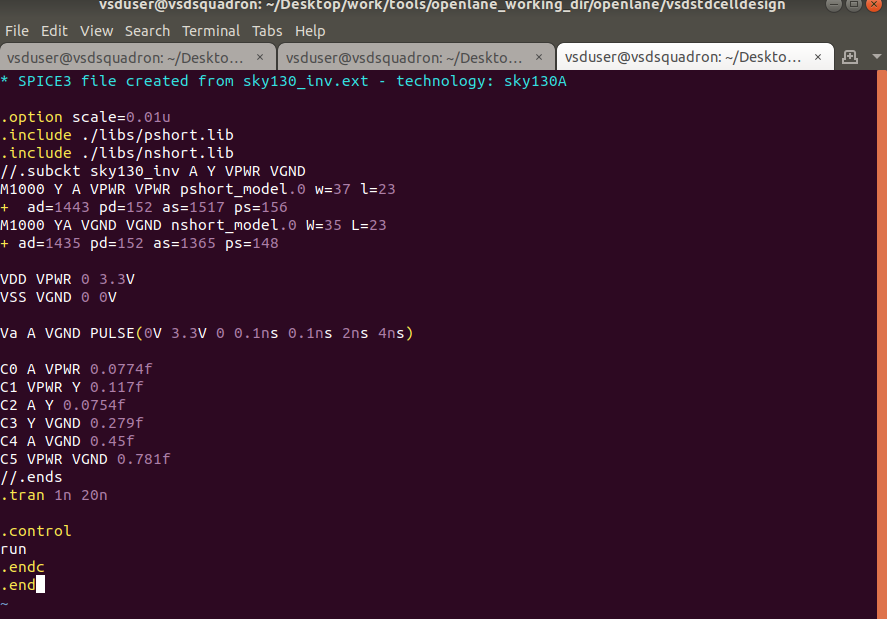 vsduser@vsdsquadron: ~/Desktop/work/tools/openlane_working_dir/openlane/vsdstdcelldesign
File Edit View Search Terminal Tabs Help
vsduser@vsdsquadron: ~/Deskto... × vsduser@vsdsquadron: ~/Deskto... × vsduser@vsdsquadron: ~/Deskto... ×
* SPICE3 file created from sky130_inv.ext - technology: sky130A
.option scale=0.01u
.include ./libs/pshort.lib
.include ./libs/nshort.lib
//.subckt sky130_inv A Y VPWR VGND
M1000 Y A VPWR VPWR pshort_model.0 w=37 l=23
+  ad=1443 pd=152 as=1517 ps=156
M1000 YA VGND VGND nshort_model.0 W=35 L=23
+ ad=1435 pd=152 as=1365 ps=148
VDD VPWR 0 3.3V
VSS VGND 0 0V
Va A VGND PULSE(0V 3.3V 0 0.1ns 0.1ns 2ns 4ns)
C0 A VPWR 0.0774f
C1 VPWR Y 0.117f
C2 A Y 0.0754f
C3 Y VGND 0.279f
C4 A VGND 0.45f
C5 VPWR VGND 0.781f
//.ends
.tran 1n 20n
.control
run
.endc
.end
~